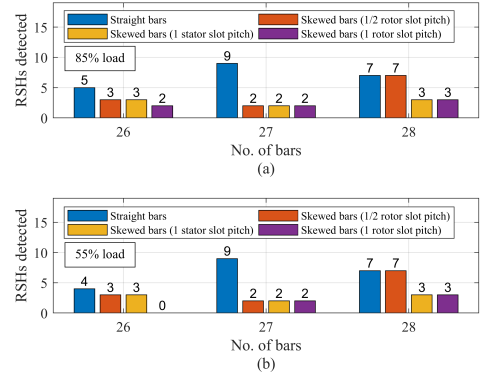 Straight bars Skewed bars (1/2 rotor slot pitch)
Skewed bars (1 stator slot pitch) Skewed bars (1 rotor slot pitch)
85% load
RSHs detected
15
10
5
0
5 3 3 2 9 2 2 2 7 7 3 3
26 27 28
No. of bars
(a)
Straight bars Skewed bars (1/2 rotor slot pitch)
Skewed bars (1 stator slot pitch) Skewed bars (1 rotor slot pitch)
55% load
RSHs detected
15
10
5
0
4 3 3 0 9 2 2 2 7 7 3 3
26 27 28
No. of bars
(b)